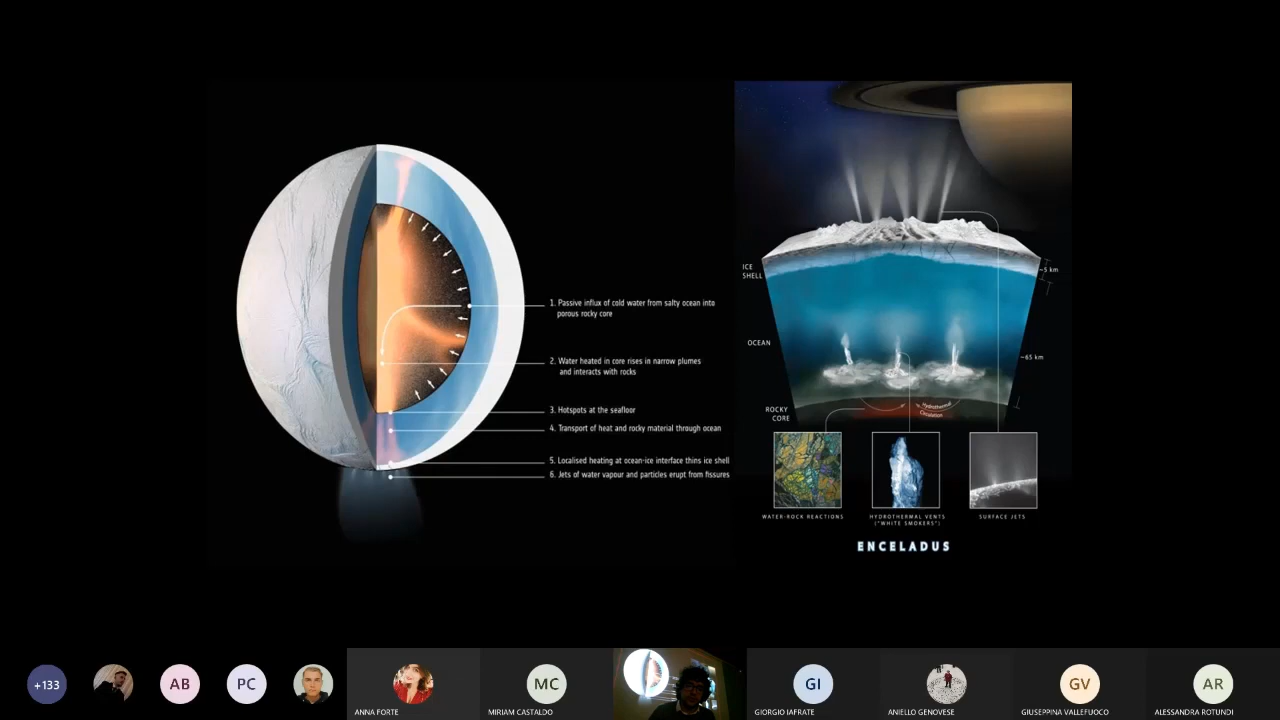 1. Passive influx of cold water from salty ocean into
porous rocky core
2. Water heated in core rises in narrow plumes
and interacts with rocks
3. Hotspots at the seafloor
4. Transport of heat and rocky material through ocean
5. Localised heating at ocean-ice interface thins ice shell
6. Jets of water vapour and particles erupt from fissures
ICE
SHELL
~5 km
OCEAN
~65 km
ROCKY
CORE
Hydrothermal
Circulation
WATER-ROCK REACTIONS
HYDROTHERMAL VENTS
("WHITE SMOKERS")
SURFACE JETS
ENCELADUS
+133
AB
PC
ANNA FORTE
MC
MIRIAM CASTALDO
GI
GIORGIO IAFRATE
ANIELLO GENOVESE
GV
GIUSEPPINA VALLEFUOCO
AR
ALESSANDRA ROTUNDI